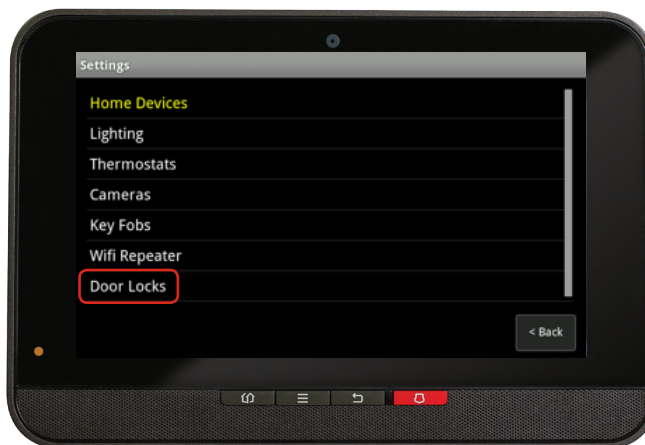 Settings
Home Devices
Lighting
Thermostats
Cameras
Key Fobs
Wifi Repeater
Door Locks
< Back